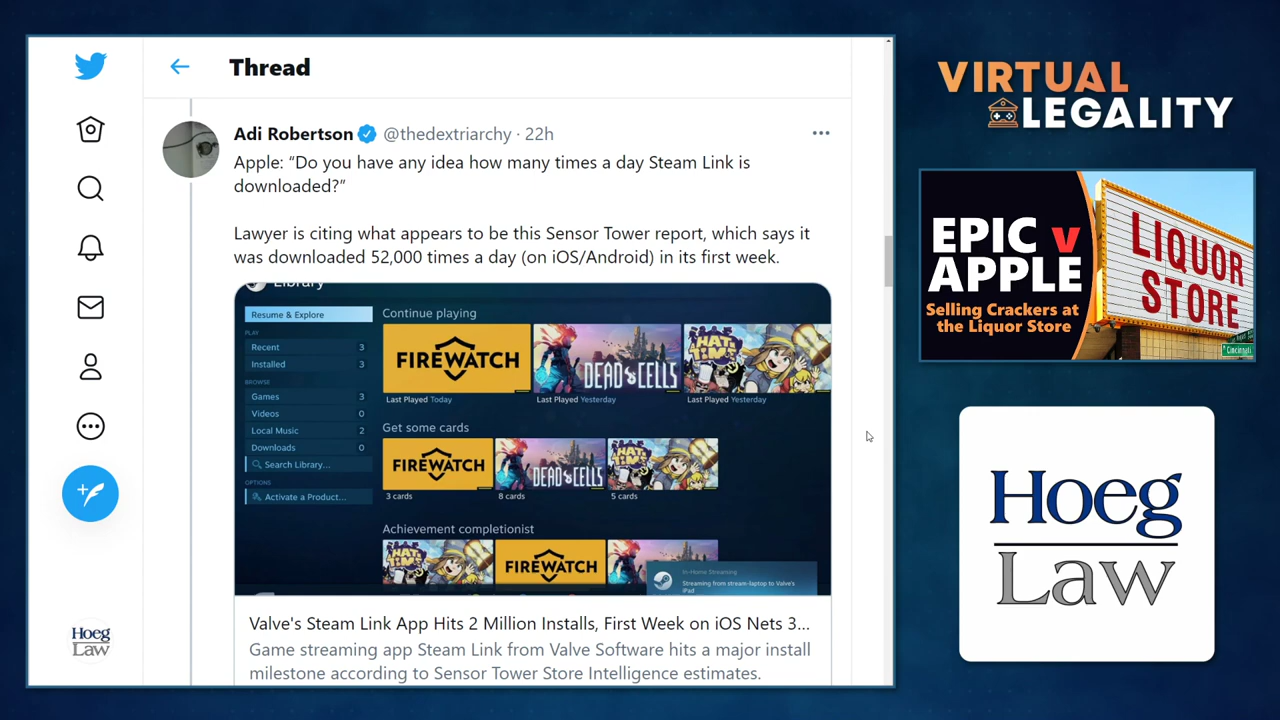 Thread
Adi Robertson @thedextriarchy · 22h
Apple: “Do you have any idea how many times a day Steam Link is
downloaded?”
Lawyer is citing what appears to be this Sensor Tower report, which says it
was downloaded 52,000 times a day (on iOS/Android) in its first week.
Library
Resume & Explore
PLAY
Recent 3
Installed 3
BROWSE
Games 3
Videos 0
Local Music 2
Downloads 0
Search Library...
OPTIONS
Activate a Product...
Continue playing
FIREWATCH
DEAD CELLS
HAT IN TIME
Last Played Today
Last Played Yesterday
Last Played Yesterday
Get some cards
FIREWATCH
DEAD CELLS
HAT IN TIME
3 cards
8 cards
5 cards
Achievement completionist
HAT IN TIME
FIREWATCH
In-Home Streaming
Streaming from stream-laptop to Valve's
iPad
Valve's Steam Link App Hits 2 Million Installs, First Week on iOS Nets 3...
Game streaming app Steam Link from Valve Software hits a major install
milestone according to Sensor Tower Store Intelligence estimates.
Hoeg
Law
VIRTUAL
LEGALITY
EPIC v
APPLE
Selling Crackers at
the Liquor Store
LIQUOR
STORE
Cincinnati
Hoeg
Law